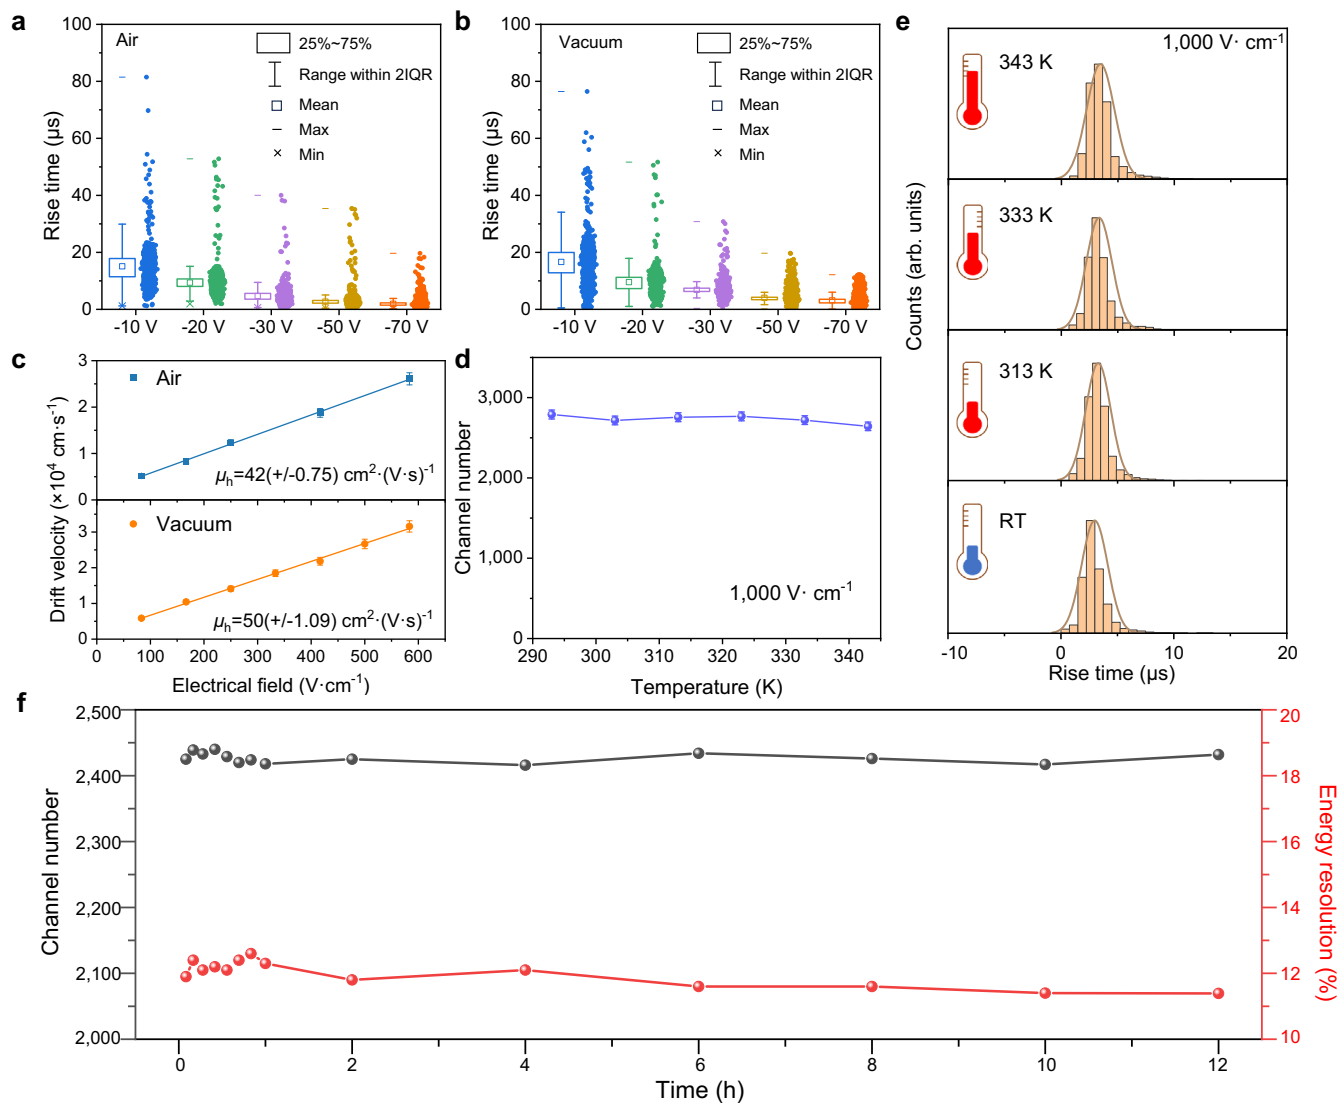 a
Air
25%~75%
Range within 2IQR
Mean
Max
Min
Rise time (μs)
100
80
60
40
20
0
-10 V -20 V -30 V -50 V -70 V
b
Vacuum
25%~75%
Range within 2IQR
Mean
Max
Min
Rise time (μs)
100
80
60
40
20
0
-10 V -20 V -30 V -50 V -70 V
c
Air
μh=42(+/-0.75) cm²·(V·s)⁻¹
3
2
1
0
Vacuum
μh=50(+/-1.09) cm²·(V·s)⁻¹
3
2
1
0
Drift velocity (×10⁴ cm·s⁻¹)
0 100 200 300 400 500 600
Electrical field (V·cm⁻¹)
d
3,000
2,000
1,000
0
Channel number
1,000 V· cm⁻¹
290 300 310 320 330 340
Temperature (K)
e
1,000 V· cm⁻¹
343 K
333 K
313 K
RT
Counts (arb. units)
-10 0 10 20
Rise time (μs)
f
2,500
2,400
2,300
2,200
2,100
2,000
Channel number
20
18
16
14
12
10
Energy resolution (%)
0 2 4 6 8 10 12
Time (h)